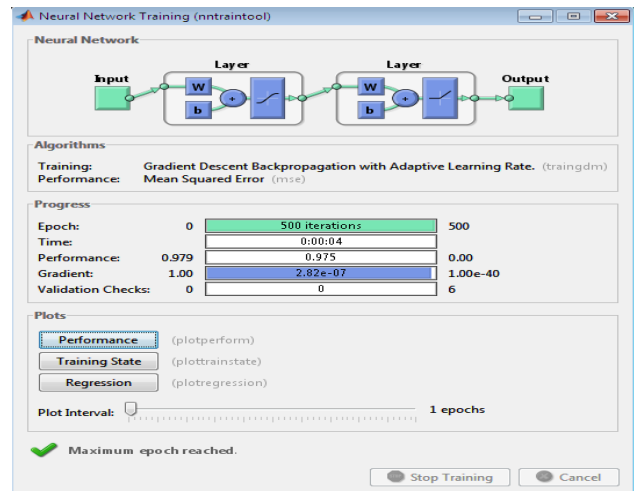 Neural Network Training (nntraintool)
Neural Network
Layer Layer
Input Output
W W
+ +
b b
Algorithms
Training: Gradient Descent Backpropagation with Adaptive Learning Rate. (traingdm)
Performance: Mean Squared Error (mse)
Progress
Epoch: 0 500 iterations 500
Time: 0:00:04
Performance: 0.979 0.975 0.00
Gradient: 1.00 2.82e-07 1.00e-40
Validation Checks: 0 0 6
Plots
Performance (plotperform)
Training State (plottrainstate)
Regression (plotregression)
Plot Interval: 1 epochs
Maximum epoch reached.
Stop Training Cancel